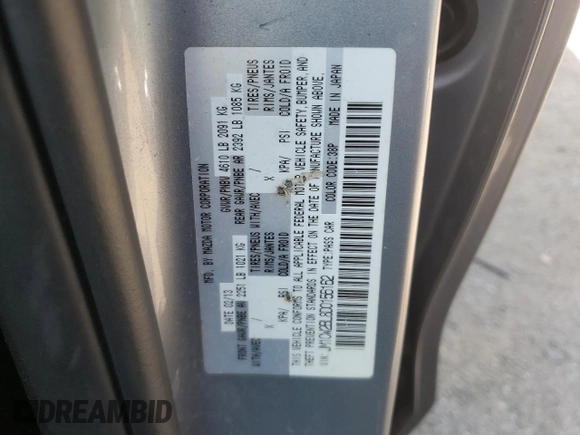 MFD. BY MAZDA MOTOR CORPORATION
DATE 02/13 GVWR/PNBV 4610 LB 2091 KG
FRONT GAWR/PNBE AV 2251 LB 1021 KG REAR GAWR/PNBE AR 2392 LB 1085 KG
TIRES/PNEUS TIRES/PNEUS
WITH/AVEC / RIMS/JANTES WITH/AVEC / RIMS/JANTES
X COLD/A FROID X COLD/A FROID
KPA/ PSI KPA/ PSI
THIS VEHICLE CONFORMS TO ALL APPLICABLE FEDERAL MOTOR VEHICLE SAFETY, BUMPER, AND
THEFT PREVENTION STANDARDS IN EFFECT ON THE DATE OF MANUFACTURE SHOWN ABOVE.
VIN: JM1CW2BL8D0155162 TYPE:PASS CAR COLOR CODE:38P MADE IN JAPAN
DREAMBID